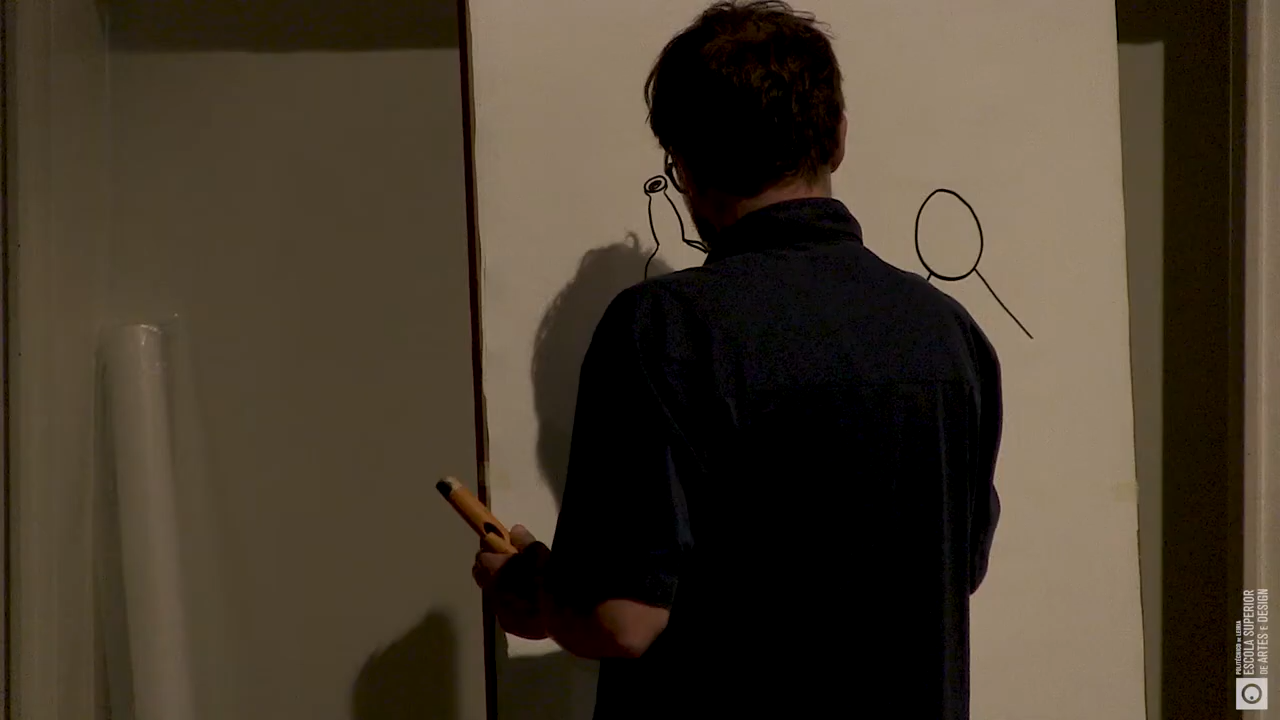 POLITÉCNICO DE LEIRIA
ESCOLA SUPERIOR
DE ARTES E DESIGN